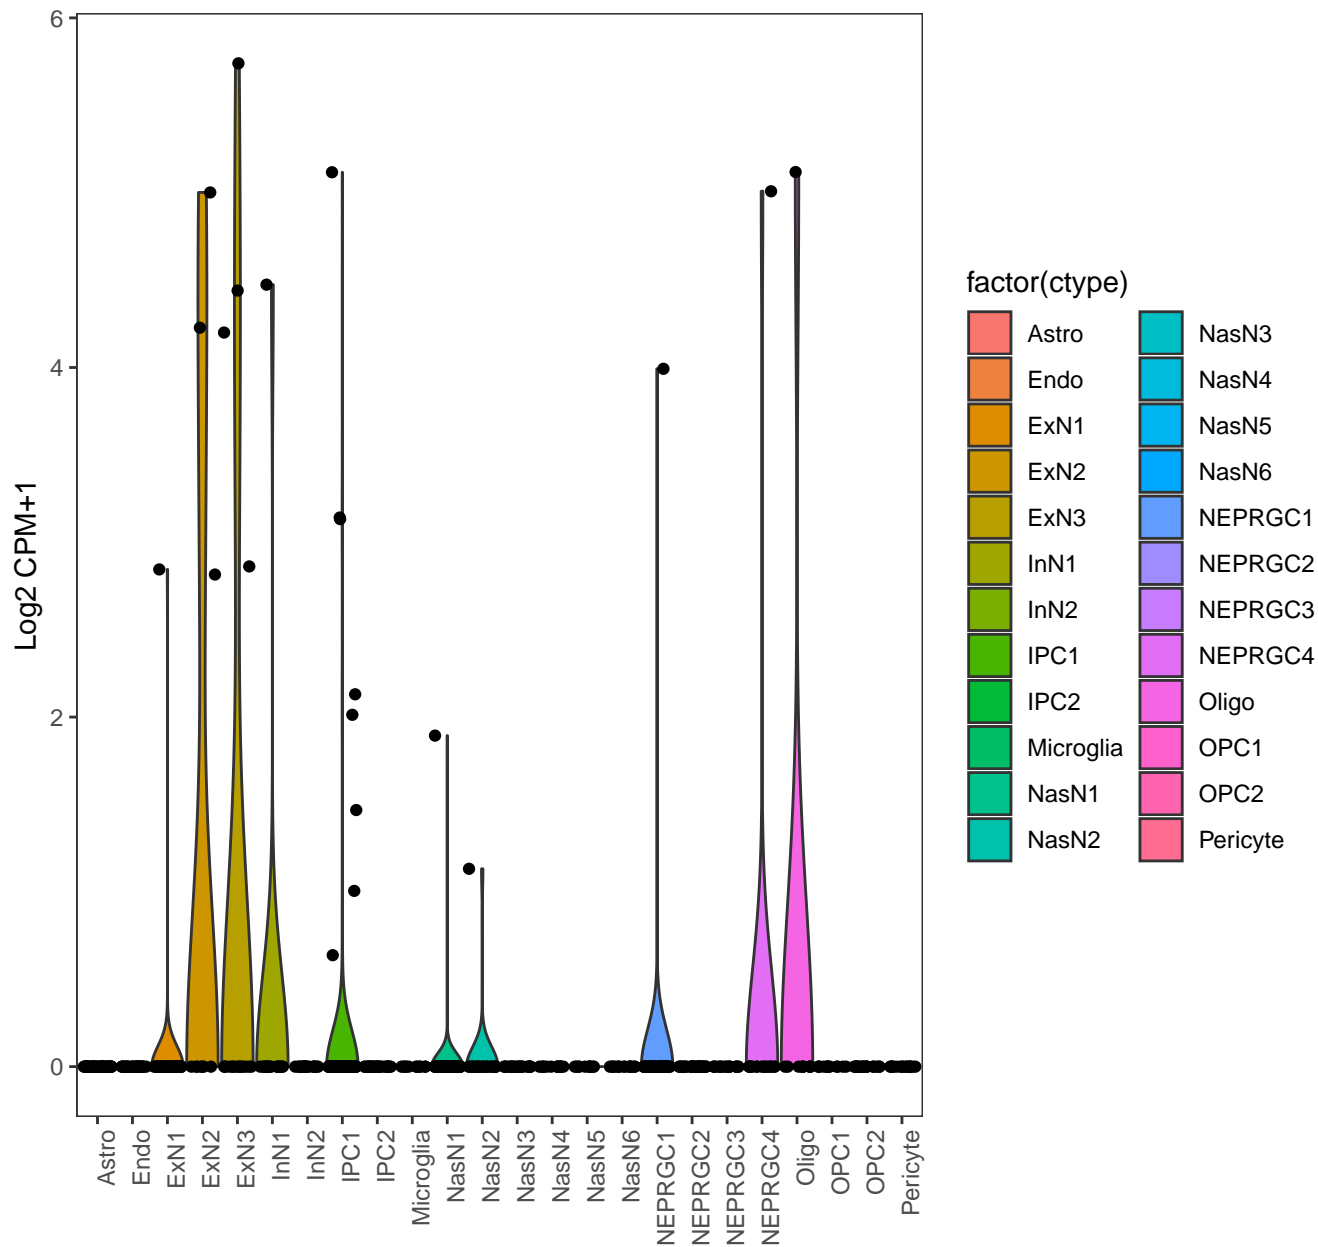 6
4
2
0
Log2 CPM+1
Astro
Endo
ExN1
ExN2
ExN3
InN1
InN2
IPC1
IPC2
Microglia
NasN1
NasN2
NasN3
NasN4
NasN5
NasN6
NEPRGC1
NEPRGC2
NEPRGC3
NEPRGC4
Oligo
OPC1
OPC2
Pericyte
factor(ctype)
Astro
Endo
ExN1
ExN2
ExN3
InN1
InN2
IPC1
IPC2
Microglia
NasN1
NasN2
NasN3
NasN4
NasN5
NasN6
NEPRGC1
NEPRGC2
NEPRGC3
NEPRGC4
Oligo
OPC1
OPC2
Pericyte